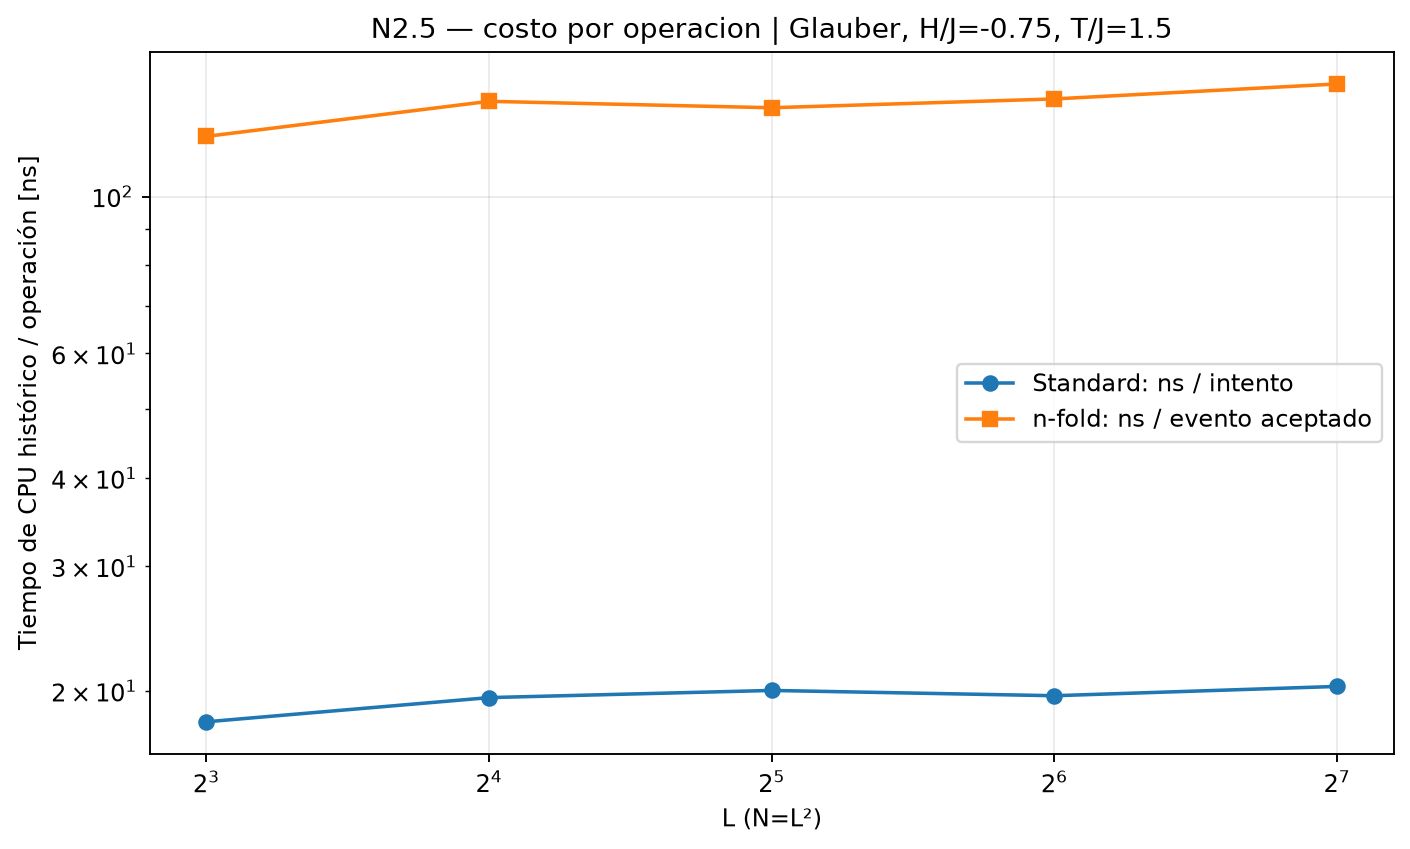 N2.5 — costo por operacion | Glauber, H/J=-0.75, T/J=1.5
Tiempo de CPU histórico / operación [ns]
10²
6 × 10¹
4 × 10¹
3 × 10¹
2 × 10¹
Standard: ns / intento
n-fold: ns / evento aceptado
2³ 2⁴ 2⁵ 2⁶ 2⁷
L (N=L²)